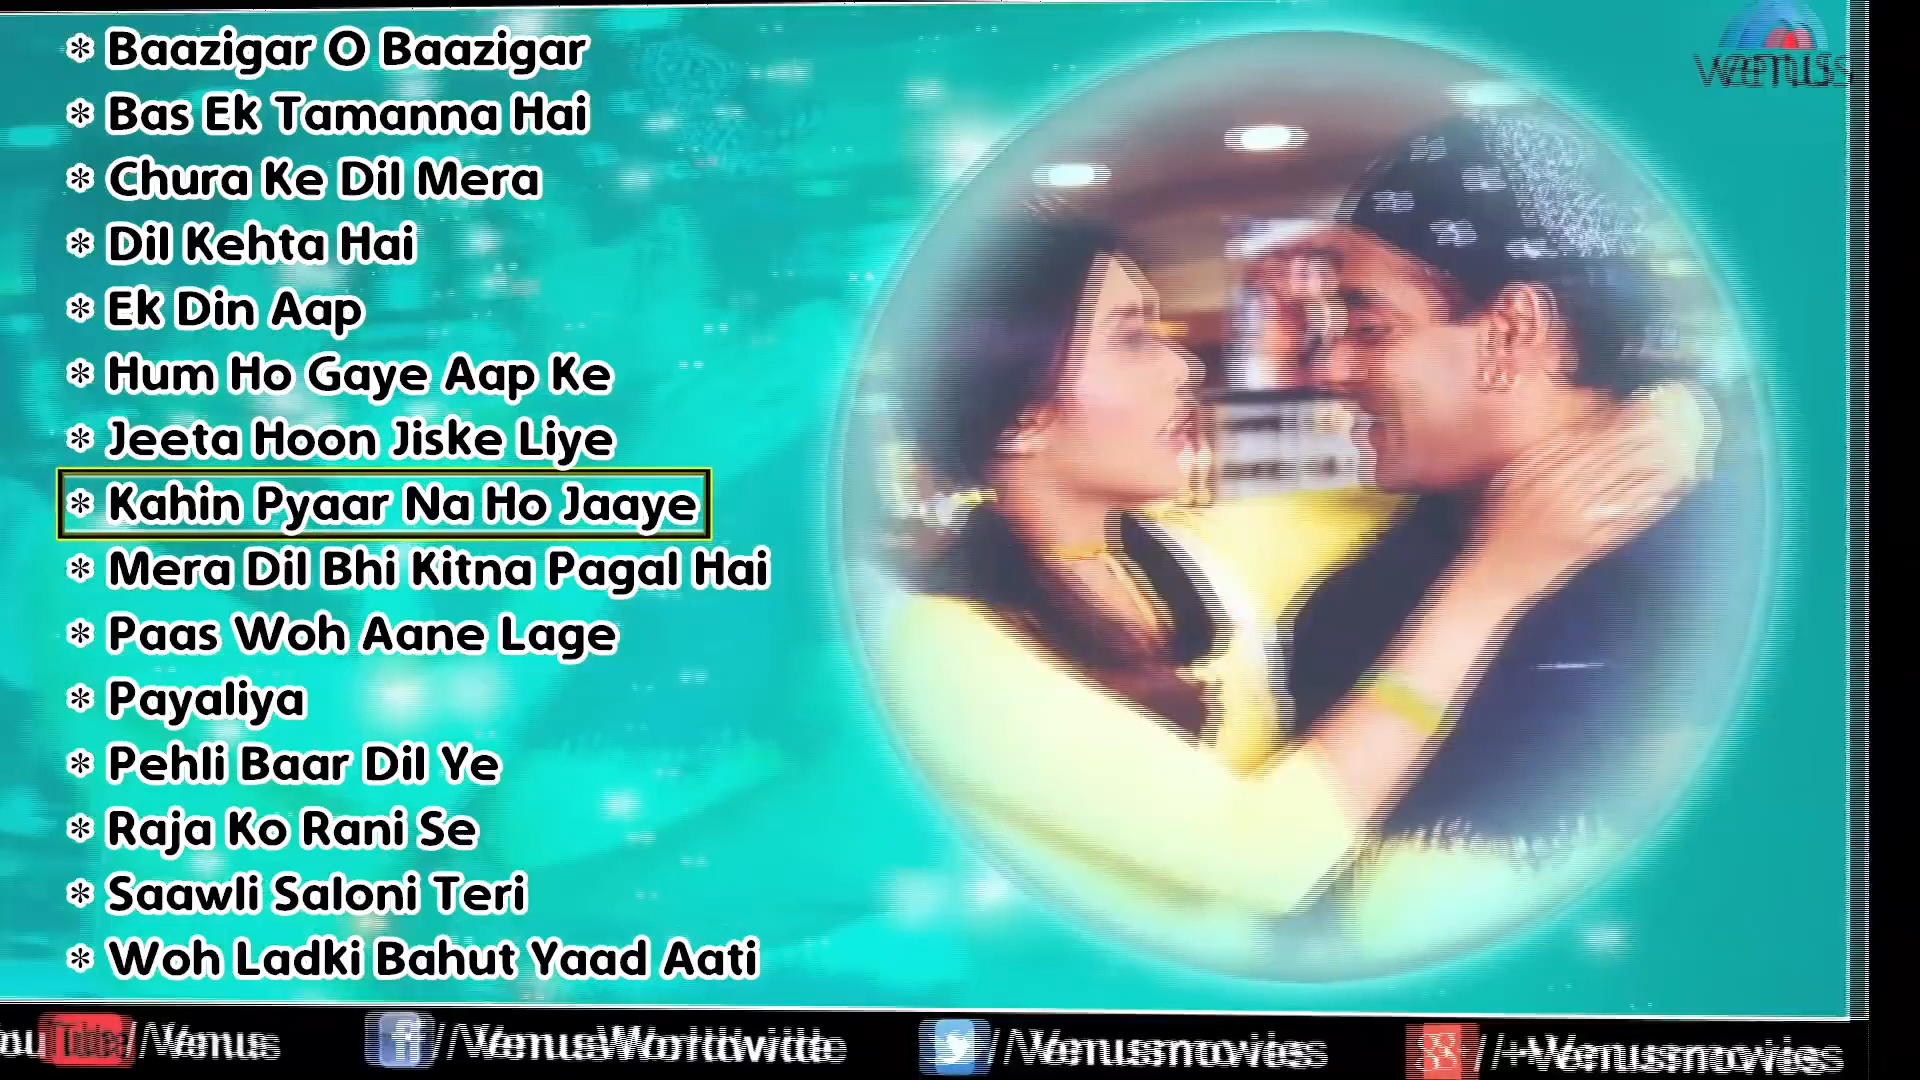 * Baazigar O Baazigar
* Bas Ek Tamanna Hai
* Chura Ke Dil Mera
* Dil Kehta Hai
* Ek Din Aap
* Hum Ho Gaye Aap Ke
* Jeeta Hoon Jiske Liye
* Kahin Pyaar Na Ho Jaaye
* Mera Dil Bhi Kitna Pagal Hai
* Paas Woh Aane Lage
* Payaliya
* Pehli Baar Dil Ye
* Raja Ko Rani Se
* Saawli Saloni Teri
* Woh Ladki Bahut Yaad Aati
VENUS
You Tube /Venus f /VenusWorldwide /Venusmovies g /+Venusmovies